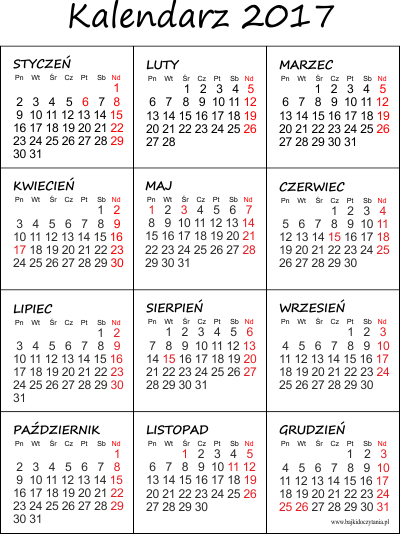 Kalendarz 2017
STYCZEŃ
Pn Wt Śr Cz Pt Sb Nd
1
2 3 4 5 6 7 8
9 10 11 12 13 14 15
16 17 18 19 20 21 22
23 24 25 26 27 28 29
30 31
LUTY
Pn Wt Śr Cz Pt Sb Nd
1 2 3 4 5
6 7 8 9 10 11 12
13 14 15 16 17 18 19
20 21 22 23 24 25 26
27 28
MARZEC
Pn Wt Śr Cz Pt Sb Nd
1 2 3 4 5
6 7 8 9 10 11 12
13 14 15 16 17 18 19
20 21 22 23 24 25 26
27 28 29 30 31
KWIECIEŃ
Pn Wt Śr Cz Pt Sb Nd
1 2
3 4 5 6 7 8 9
10 11 12 13 14 15 16
17 18 19 20 21 22 23
24 25 26 27 28 29 30
MAJ
Pn Wt Śr Cz Pt Sb Nd
1 2 3 4 5 6 7
8 9 10 11 12 13 14
15 16 17 18 19 20 21
22 23 24 25 26 27 28
29 30 31
CZERWIEC
Pn Wt Śr Cz Pt Sb Nd
1 2 3 4
5 6 7 8 9 10 11
12 13 14 15 16 17 18
19 20 21 22 23 24 25
26 27 28 29 30
LIPIEC
Pn Wt Śr Cz Pt Sb Nd
1 2
3 4 5 6 7 8 9
10 11 12 13 14 15 16
17 18 19 20 21 22 23
24 25 26 27 28 29 30
31
SIERPIEŃ
Pn Wt Śr Cz Pt Sb Nd
1 2 3 4 5 6
7 8 9 10 11 12 13
14 15 16 17 18 19 20
21 22 23 24 25 26 27
28 29 30 31
WRZESIEŃ
Pn Wt Śr Cz Pt Sb Nd
1 2 3
4 5 6 7 8 9 10
11 12 13 14 15 16 17
18 19 20 21 22 23 24
25 26 27 28 29 30
PAŹDZIERNIK
Pn Wt Śr Cz Pt Sb Nd
1
2 3 4 5 6 7 8
9 10 11 12 13 14 15
16 17 18 19 20 21 22
23 24 25 26 27 28 29
30 31
LISTOPAD
Pn Wt Śr Cz Pt Sb Nd
1 2 3 4 5
6 7 8 9 10 11 12
13 14 15 16 17 18 19
20 21 22 23 24 25 26
27 28 29 30
GRUDZIEŃ
Pn Wt Śr Cz Pt Sb Nd
1 2 3
4 5 6 7 8 9 10
11 12 13 14 15 16 17
18 19 20 21 22 23 24
25 26 27 28 29 30 31
www.bajkidoczytania.pl